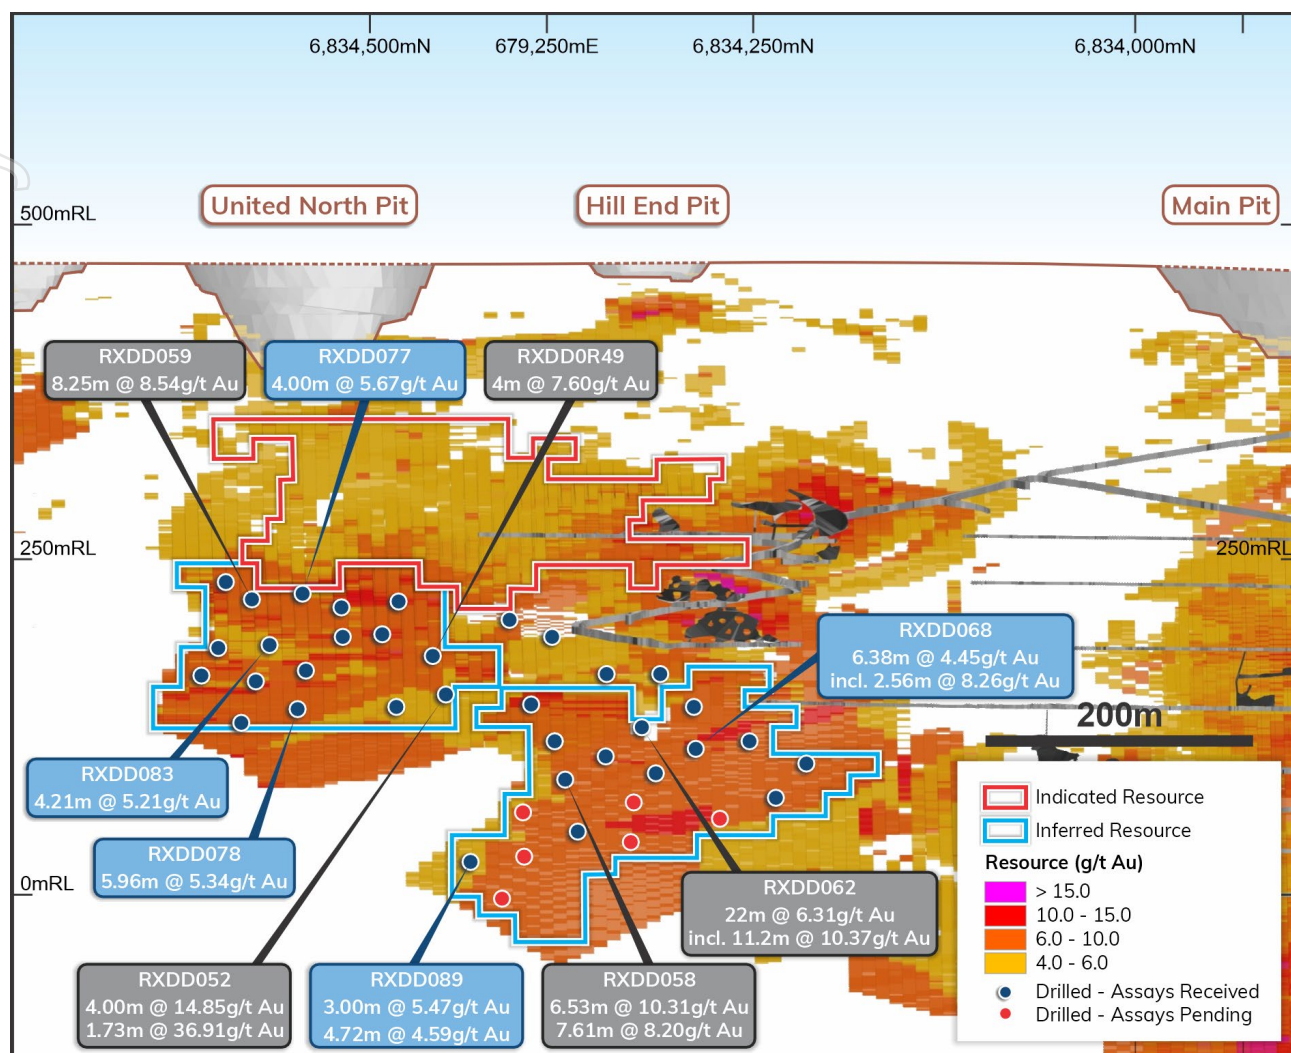 6,834,500mN
679,250mE
6,834,250mN
6,834,000mN
500mRL
United North Pit
Hill End Pit
Main Pit
RXDD059
8.25m @ 8.54g/t Au
RXDD077
4.00m @ 5.67g/t Au
RXDD0R49
4m @ 7.60g/t Au
250mRL
250mRL
RXDD068
6.38m @ 4.45g/t Au
incl. 2.56m @ 8.26g/t Au
200m
RXDD083
4.21m @ 5.21g/t Au
RXDD078
5.96m @ 5.34g/t Au
0mRL
RXDD062
22m @ 6.31g/t Au
incl. 11.2m @ 10.37g/t Au
RXDD052
4.00m @ 14.85g/t Au
1.73m @ 36.91g/t Au
RXDD089
3.00m @ 5.47g/t Au
4.72m @ 4.59g/t Au
RXDD058
6.53m @ 10.31g/t Au
7.61m @ 8.20g/t Au
Indicated Resource
Inferred Resource
Resource (g/t Au)
> 15.0
10.0 - 15.0
6.0 - 10.0
4.0 - 6.0
Drilled - Assays Received
Drilled - Assays Pending